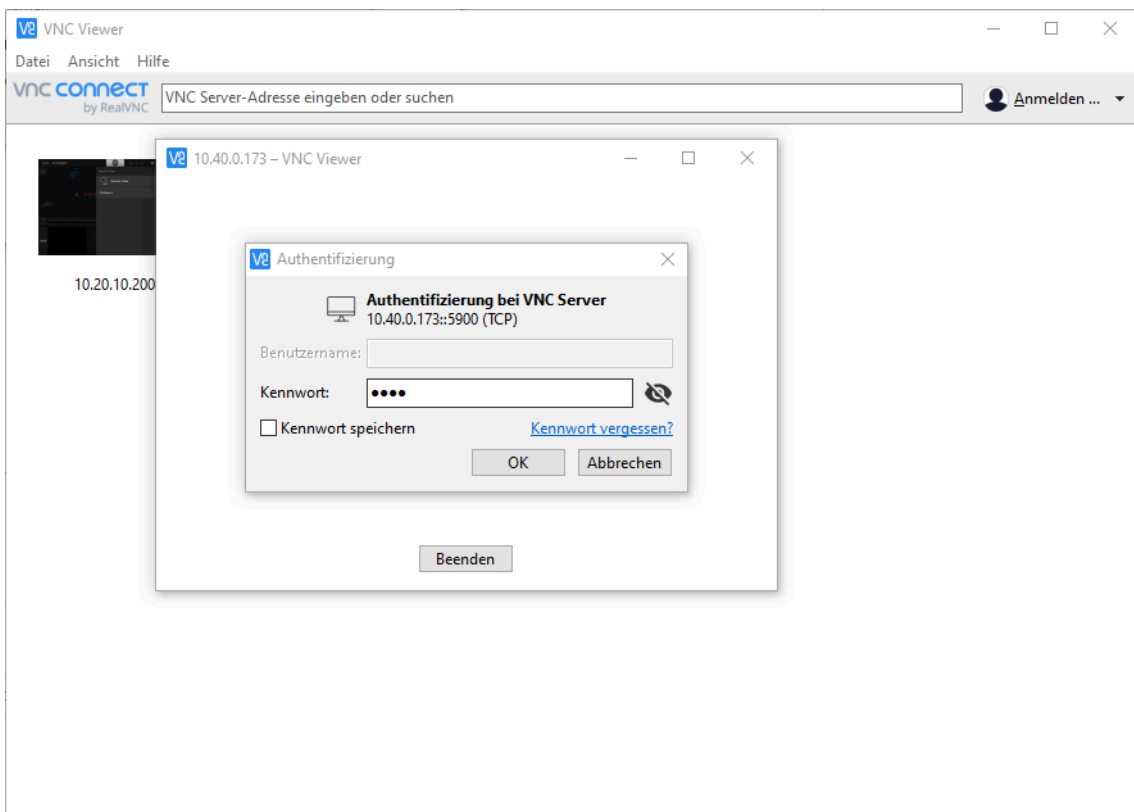 VNC Viewer
Datei Ansicht Hilfe
vnc connect
by RealVNC
VNC Server-Adresse eingeben oder suchen
Anmelden ...
10.40.0.173 – VNC Viewer
10.20.10.200
Authentifizierung
Authentifizierung bei VNC Server
10.40.0.173::5900 (TCP)
Benutzername:
Kennwort: ••••
Kennwort speichern Kennwort vergessen?
OK Abbrechen
Beenden